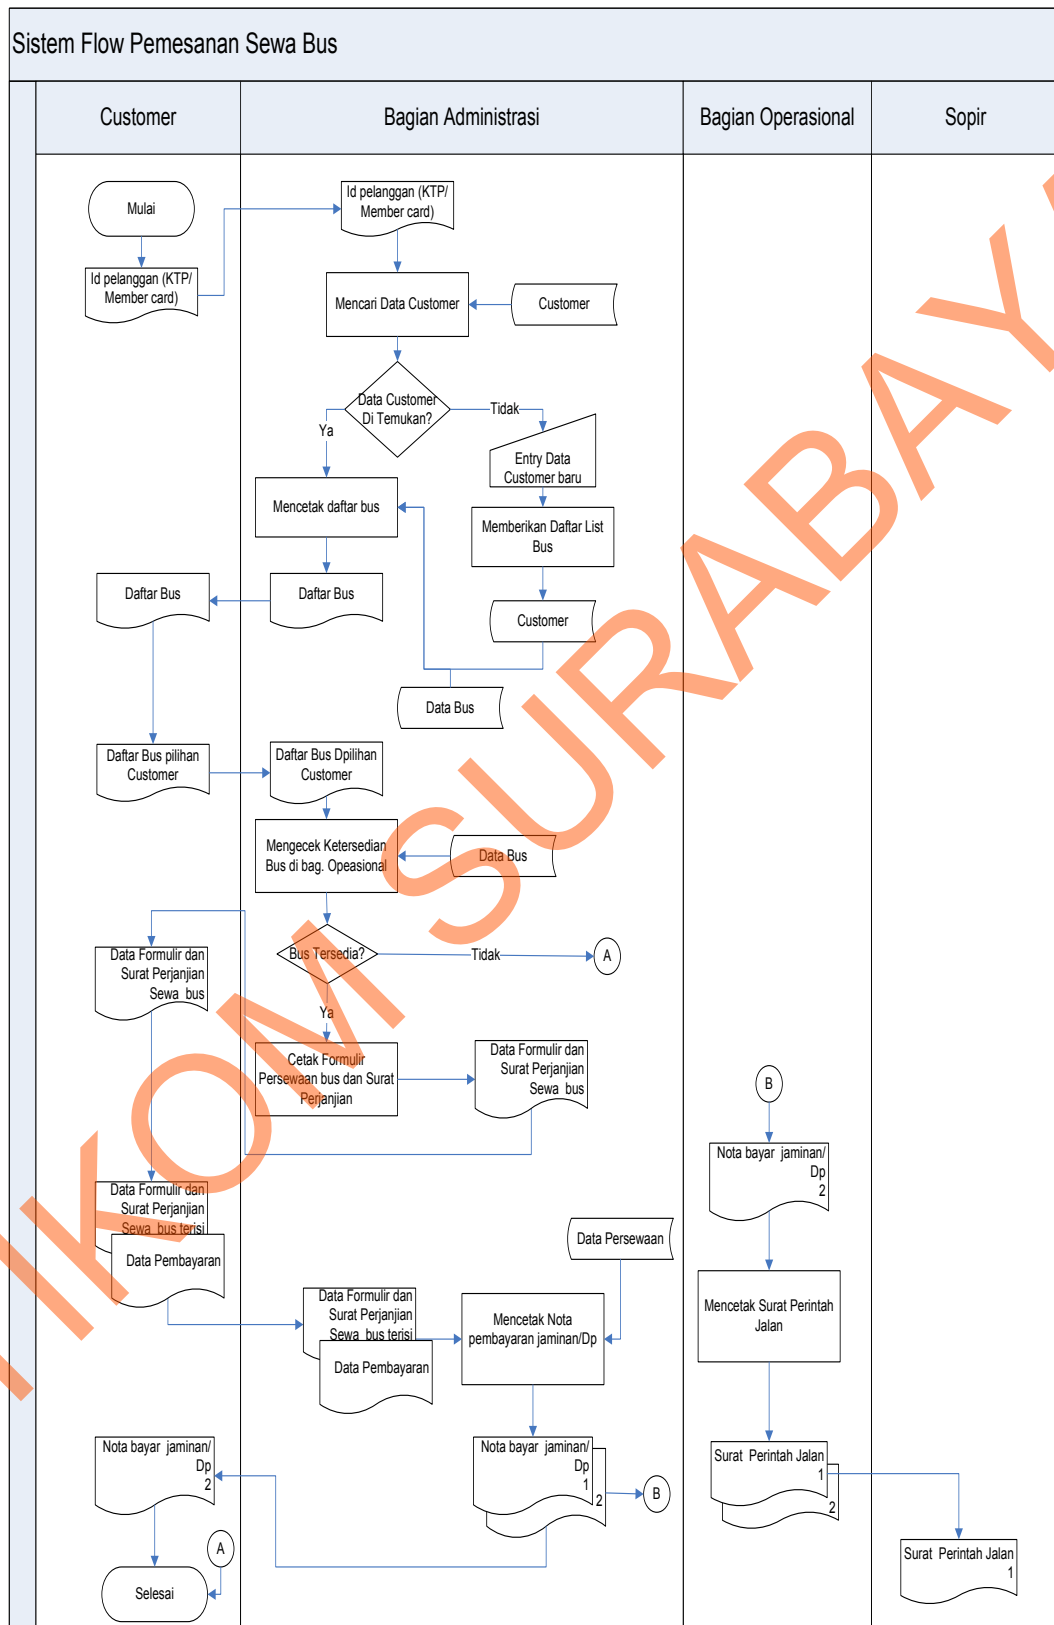 Sistem Flow Pemesanan Sewa Bus
Customer
Bagian Administrasi
Bagian Operasional
Sopir
Mulai
Id pelanggan (KTP/
Member card)
Id pelanggan (KTP/
Member card)
Mencari Data Customer
Customer
Data Customer
Di Temukan?
Tidak
Ya
Entry Data
Customer baru
Mencetak daftar bus
Memberikan Daftar List
Bus
Daftar Bus
Daftar Bus
Customer
Data Bus
Daftar Bus pilihan
Customer
Daftar Bus Dpilihan
Customer
Mengecek Ketersedian
Bus di bag. Opeasional
Data Bus
Bus Tersedia?
Tidak
A
Ya
Data Formulir dan
Surat Perjanjian
Sewa bus
Cetak Formulir
Persewaan bus dan Surat
Perjanjian
Data Formulir dan
Surat Perjanjian
Sewa bus
B
Nota bayar jaminan/
Dp
2
Data Formulir dan
Surat Perjanjian
Sewa bus terisi
Data Pembayaran
Data Persewaan
Data Formulir dan
Surat Perjanjian
Sewa bus terisi
Data Pembayaran
Mencetak Nota
pembayaran jaminan/Dp
Mencetak Surat Perintah
Jalan
Nota bayar jaminan/
Dp
2
Nota bayar jaminan/
Dp
1
2
B
Surat Perintah Jalan
1
2
A
Surat Perintah Jalan
1
Selesai
IKOM SURABAYA